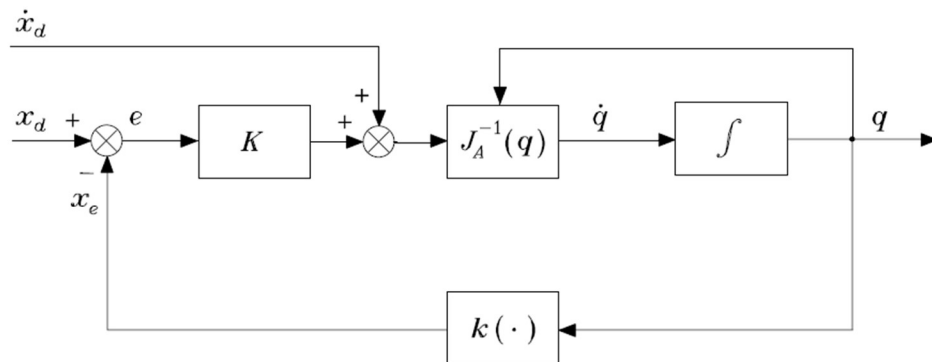 ẋ_d
x_d + e K + + J_A^{-1}(q) q̇ ∫ q
−
x_e
k(·)